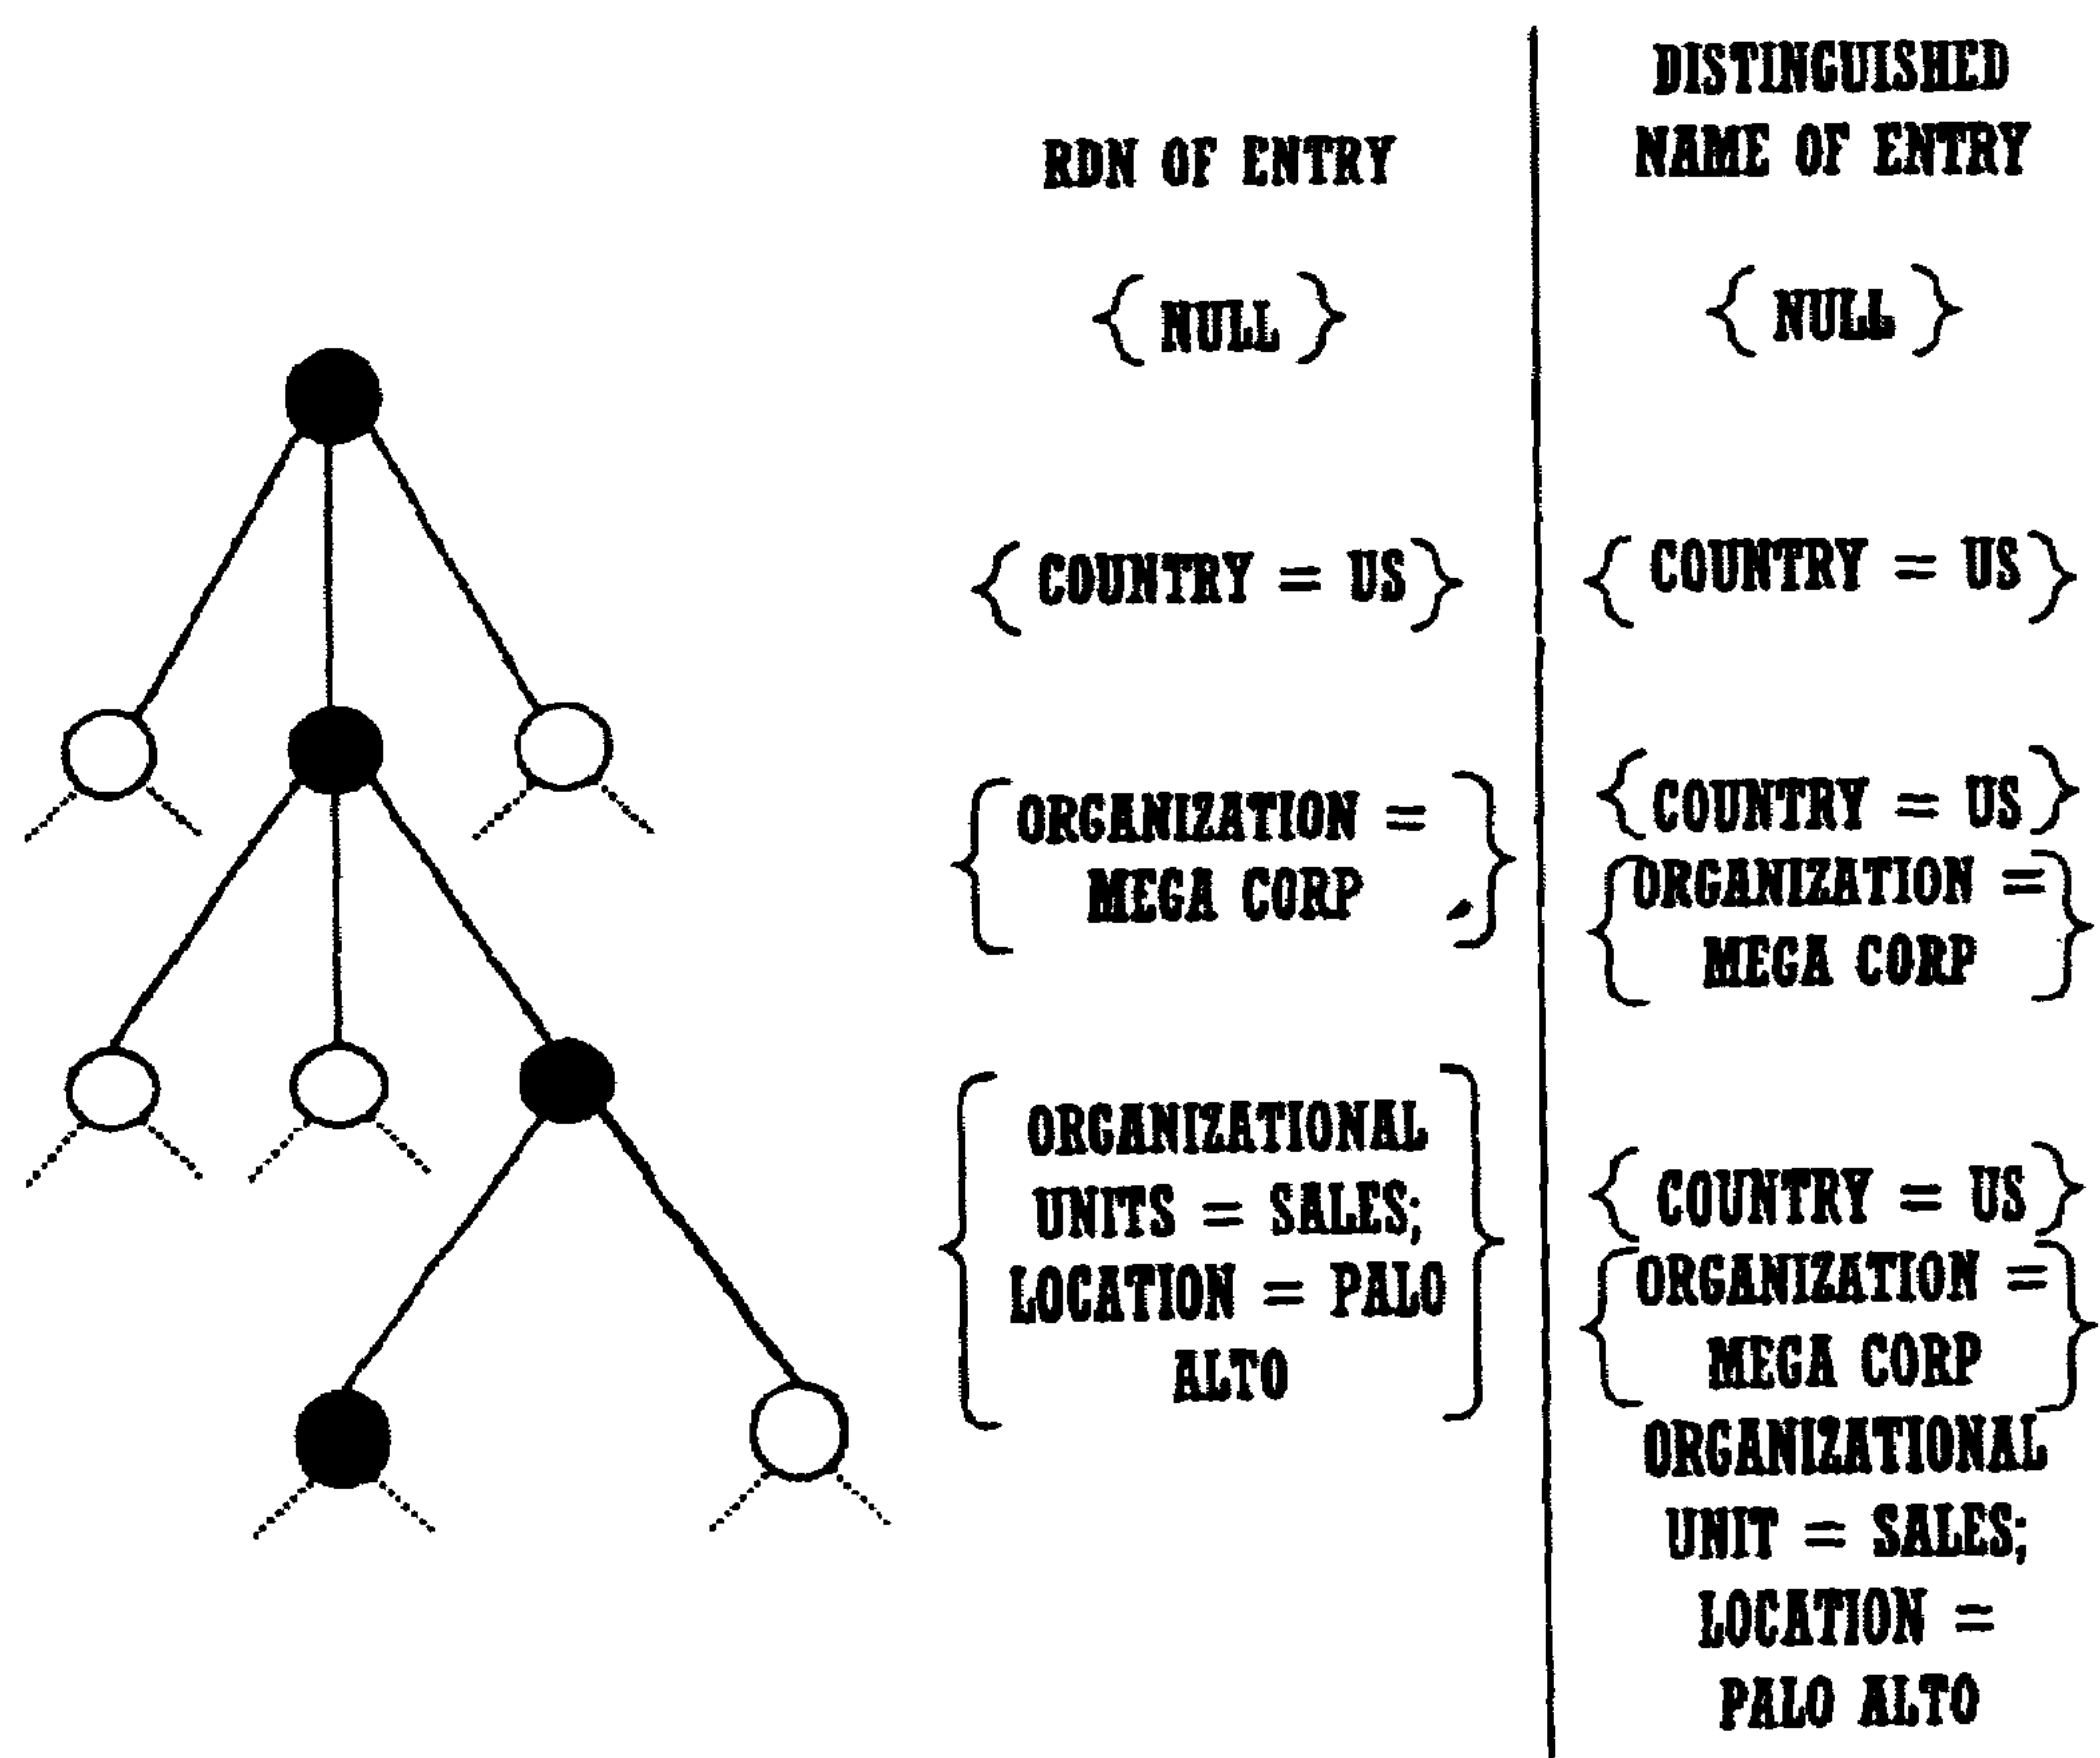 RDN OF ENTRY
{ NULL }
{ COUNTRY = US }
{ ORGANIZATION =
MEGA CORP }
{ ORGANIZATIONAL
UNITS = SALES;
LOCATION = PALO
ALTO }
DISTINGUISHED
NAME OF ENTRY
{ NULL }
{ COUNTRY = US }
{ COUNTRY = US }
{ ORGANIZATION =
MEGA CORP }
{ COUNTRY = US }
{ ORGANIZATION =
MEGA CORP }
ORGANIZATIONAL
UNIT = SALES;
LOCATION =
PALO ALTO